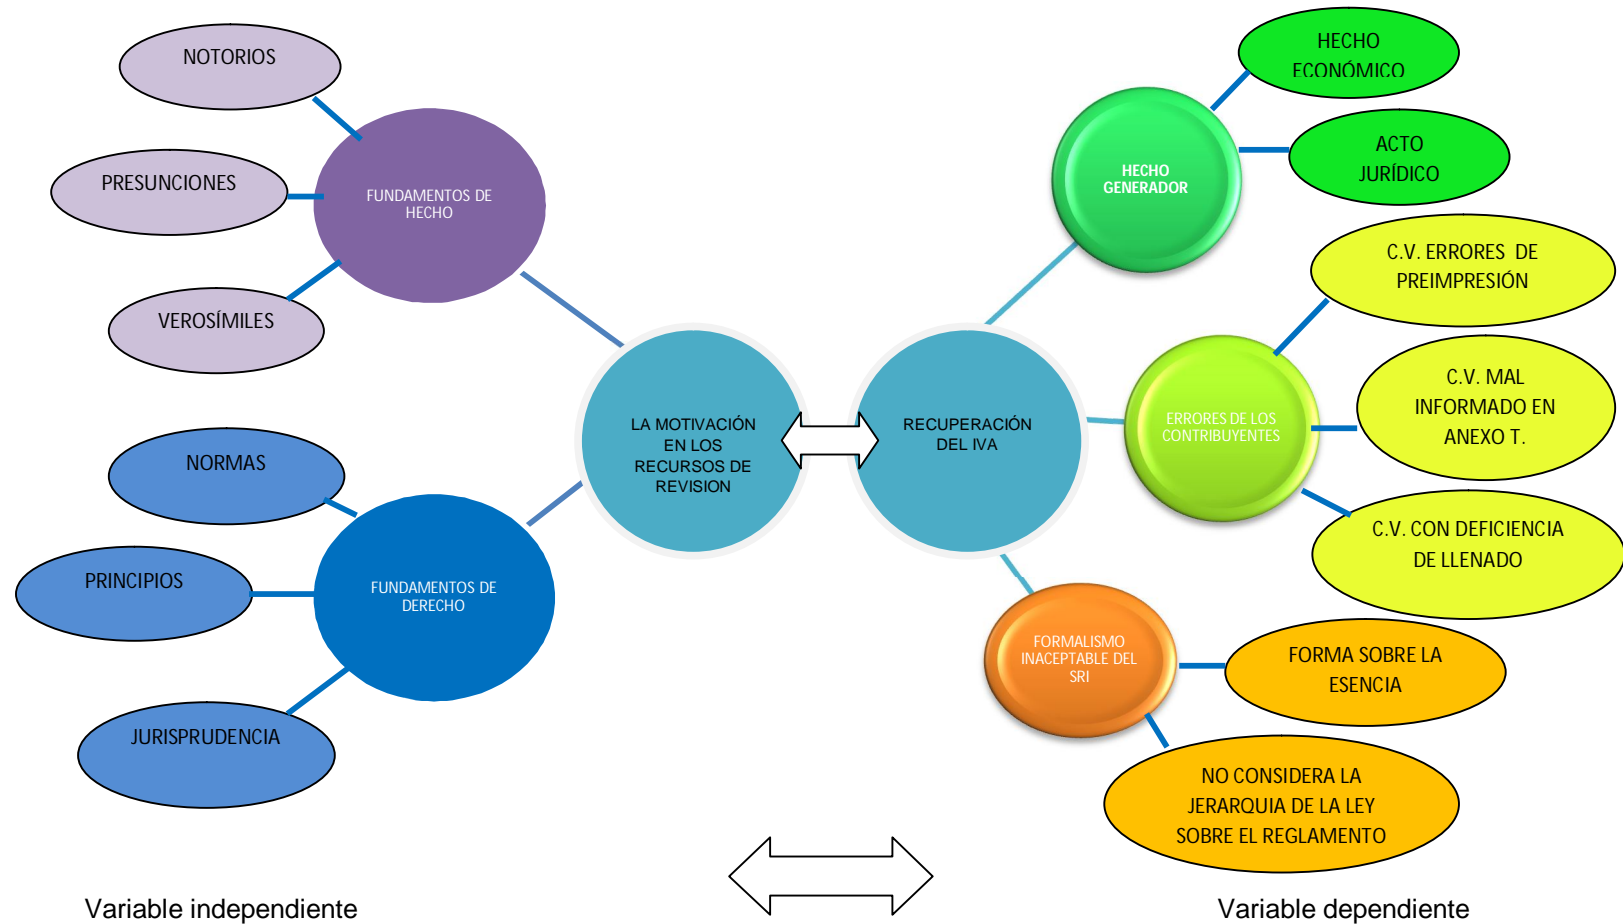 NOTORIOS
PRESUNCIONES
VEROSÍMILES
FUNDAMENTOS DE
HECHO
NORMAS
PRINCIPIOS
JURISPRUDENCIA
FUNDAMENTOS DE
DERECHO
LA MOTIVACIÓN
EN LOS
RECURSOS DE
REVISION
RECUPERACIÓN
DEL IVA
HECHO
GENERADOR
HECHO
ECONÓMICO
ACTO
JURÍDICO
ERRORES DE LOS
CONTRIBUYENTES
C.V. ERRORES DE
PREIMPRESIÓN
C.V. MAL
INFORMADO EN
ANEXO T.
C.V. CON DEFICIENCIA
DE LLENADO
FORMALISMO
INACEPTABLE DEL
SRI
FORMA SOBRE LA
ESENCIA
NO CONSIDERA LA
JERARQUIA DE LA LEY
SOBRE EL REGLAMENTO
Variable independiente
Variable dependiente